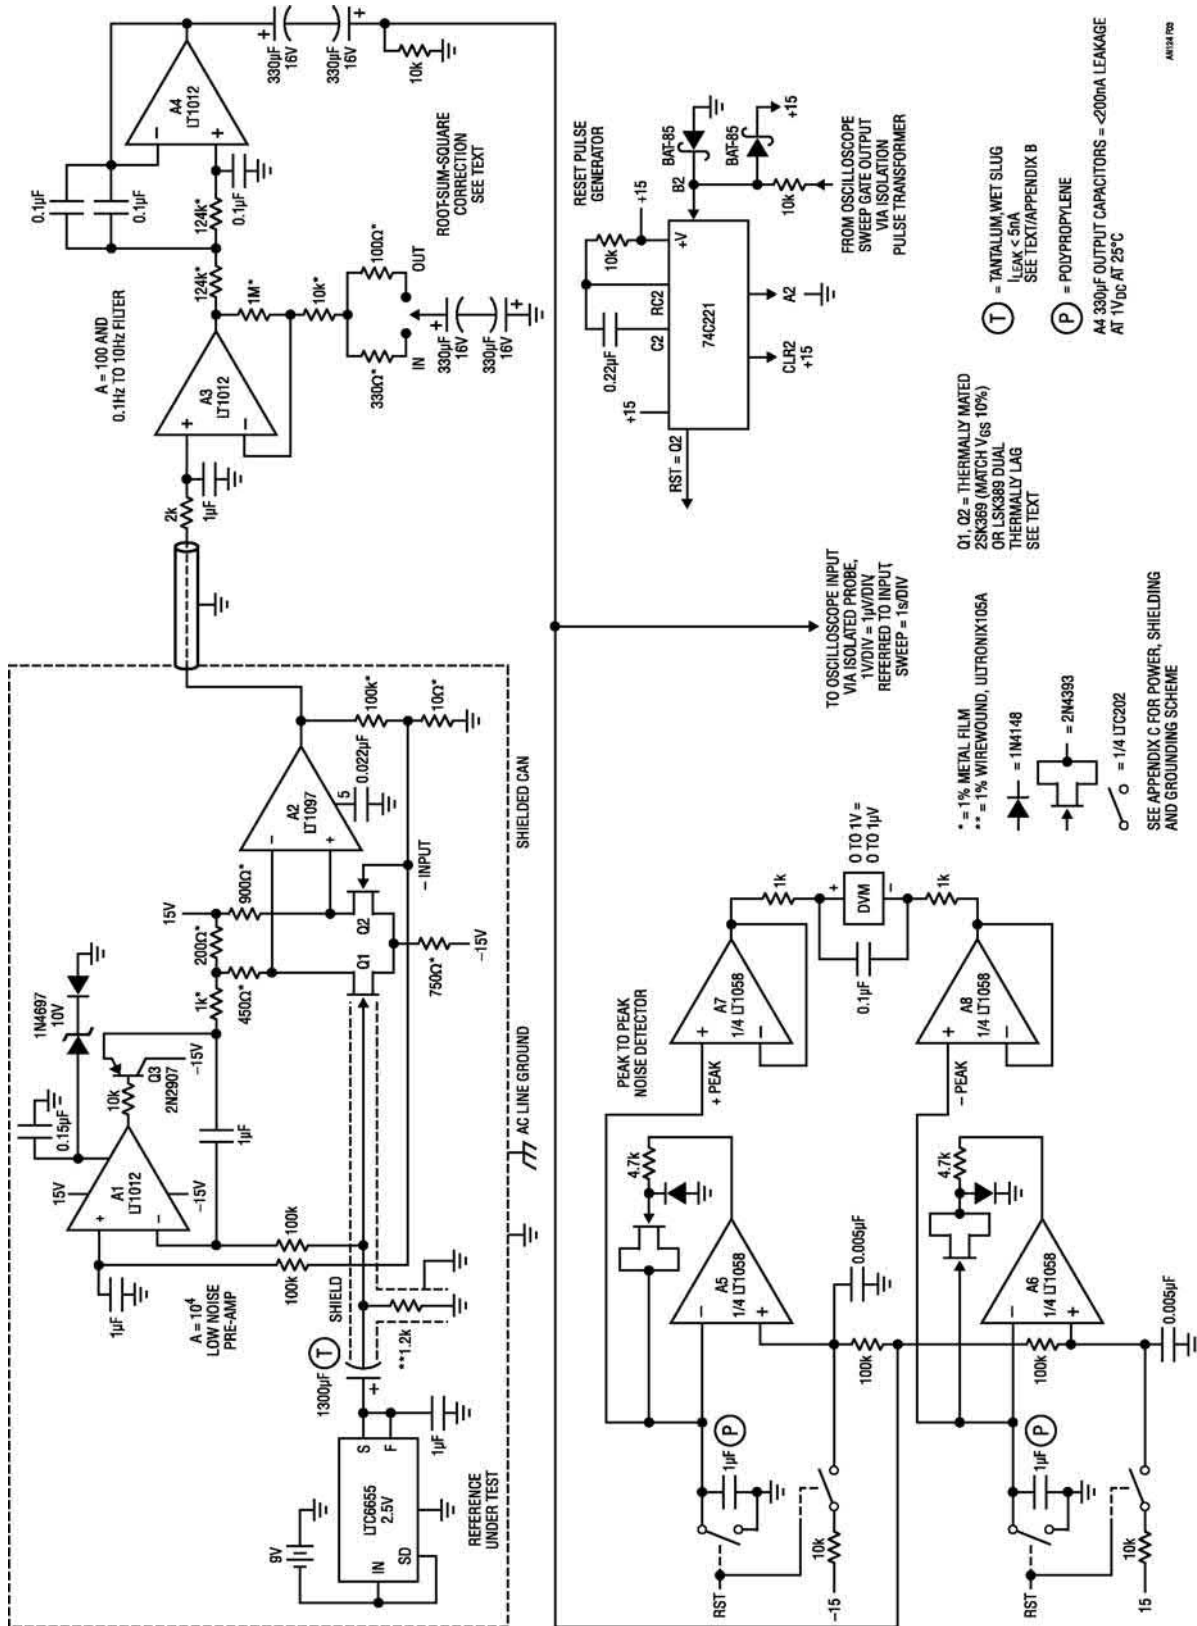 A = 10⁴
LOW NOISE
PRE-AMP
1µF
15V
0.15µF
A1
LT1012
+
–
–15V
10k
Q3
2N2907
–15V
1N4697
10V
1µF
1k*
200Ω*
15V
450Ω*
900Ω*
100k
100k
9V
IN
SD
LTC6655
2.5V
S
F
1µF
REFERENCE
UNDER TEST
1300µF
T
+
**1.2k
SHIELD
Q1
Q2
750Ω*
–15V
– INPUT
–
+
A2
LT1097
5
0.022µF
100k*
10Ω*
SHIELDED CAN
AC LINE GROUND
A = 100 AND
0.1Hz TO 10Hz FILTER
2k
1µF
+
–
A3
LT1012
124k*
1M*
10k*
330Ω*
100Ω*
IN
OUT
330µF
16V
+
330µF
16V
+
ROOT-SUM-SQUARE
CORRECTION
SEE TEXT
0.1µF
0.1µF
124k*
0.1µF
–
+
A4
LT1012
+
330µF
16V
330µF
16V
+
10k
TO OSCILLOSCOPE INPUT
VIA ISOLATED PROBE,
1V/DIV = 1µV/DIV,
REFERRED TO INPUT,
SWEEP = 1s/DIV
RESET PULSE
GENERATOR
+15
0.22µF
10k
+15
C2
RC2
+V
RST = Q2
74C221
CLR2
+15
A2
B2
BAT-85
BAT-85
+15
10k
FROM OSCILLOSCOPE
SWEEP GATE OUTPUT
VIA ISOLATION
PULSE TRANSFORMER
PEAK TO PEAK
NOISE DETECTOR
RST
1µF
P
–15
10k
–
+
A5
1/4 LT1058
4.7k
100k
0.005µF
+ PEAK
+
–
A7
1/4 LT1058
1k
0.1µF
+
DVM
–
0 TO 1V =
0 TO 1µV
1k
RST
1µF
P
15
10k
–
+
A6
1/4 LT1058
4.7k
100k
0.005µF
– PEAK
+
–
A8
1/4 LT1058
* = 1% METAL FILM
** = 1% WIREWOUND, ULTRONIX105A
= 1N4148
= 2N4393
= 1/4 LTC202
SEE APPENDIX C FOR POWER, SHIELDING
AND GROUNDING SCHEME
Q1, Q2 = THERMALLY MATED
2SK369 (MATCH VGS 10%)
OR LSK389 DUAL
THERMALLY LAG
SEE TEXT
T = TANTALUM,WET SLUG
ILEAK < 5nA
SEE TEXT/APPENDIX B
P = POLYPROPYLENE
A4 330µF OUTPUT CAPACITORS = <200nA LEAKAGE
AT 1VDC AT 25°C
AN124 F03